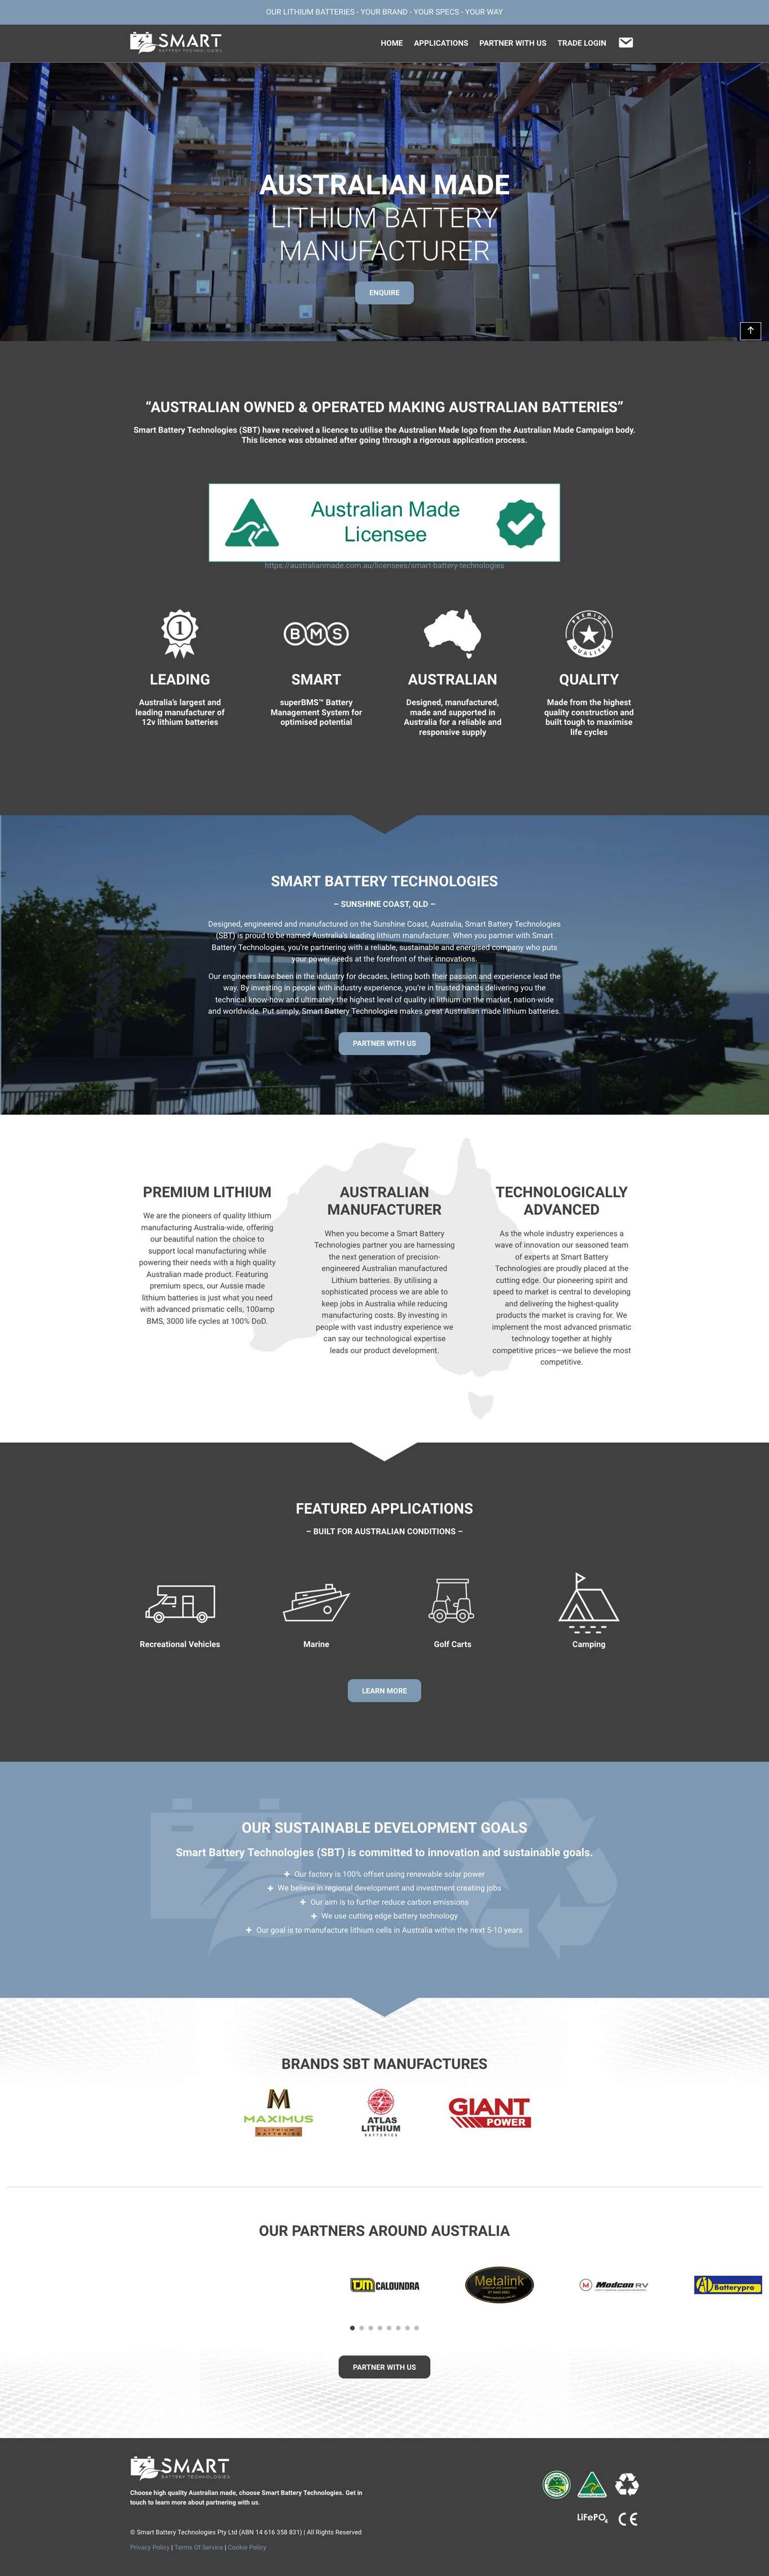 OUR LITHIUM BATTERIES - YOUR BRAND - YOUR SPECS - YOUR WAY
SMART
BATTERY TECHNOLOGIES
HOME APPLICATIONS PARTNER WITH US TRADE LOGIN
AUSTRALIAN MADE
LITHIUM BATTERY
MANUFACTURER
ENQUIRE
“AUSTRALIAN OWNED & OPERATED MAKING AUSTRALIAN BATTERIES”
Smart Battery Technologies (SBT) have received a licence to utilise the Australian Made logo from the Australian Made Campaign body.
This licence was obtained after going through a rigorous application process.
Australian Made
Licensee
https://australianmade.com.au/licensees/smart-battery-technologies
1
LEADING
Australia's largest and
leading manufacturer of
12v lithium batteries
BMS
SMART
superBMS™ Battery
Management System for
optimised potential
AUSTRALIAN
Designed, manufactured,
made and supported in
Australia for a reliable and
responsive supply
PREMIUM
QUALITY
QUALITY
Made from the highest
quality construction and
built tough to maximise
life cycles
SMART BATTERY TECHNOLOGIES
– SUNSHINE COAST, QLD –
Designed, engineered and manufactured on the Sunshine Coast, Australia, Smart Battery Technologies
(SBT) is proud to be named Australia's leading lithium manufacturer. When you partner with Smart
Battery Technologies, you're partnering with a reliable, sustainable and energised company who puts
your power needs at the forefront of their innovations.
Our engineers have been in the industry for decades, letting both their passion and experience lead the
way. By investing in people with industry experience, you're in trusted hands delivering you the
technical know-how and ultimately the highest level of quality in lithium on the market, nation-wide
and worldwide. Put simply, Smart Battery Technologies makes great Australian made lithium batteries.
PARTNER WITH US
PREMIUM LITHIUM
We are the pioneers of quality lithium
manufacturing Australia-wide, offering
our beautiful nation the choice to
support local manufacturing while
powering their needs with a high quality
Australian made product. Featuring
premium specs, our Aussie made
lithium batteries is just what you need
with advanced prismatic cells, 100amp
BMS, 3000 life cycles at 100% DoD.
AUSTRALIAN
MANUFACTURER
When you become a Smart Battery
Technologies partner you are harnessing
the next generation of precision-
engineered Australian manufactured
Lithium batteries. By utilising a
sophisticated process we are able to
keep jobs in Australia while reducing
manufacturing costs. By investing in
people with vast industry experience we
can say our technological expertise
leads our product development.
TECHNOLOGICALLY
ADVANCED
As the whole industry experiences a
wave of innovation our seasoned team
of experts at Smart Battery
Technologies are proudly placed at the
cutting edge. Our pioneering spirit and
speed to market is central to developing
and delivering the highest-quality
products the market is craving for. We
implement the most advanced prismatic
technology together at highly
competitive prices—we believe the most
competitive.
FEATURED APPLICATIONS
– BUILT FOR AUSTRALIAN CONDITIONS –
Recreational Vehicles
Marine
Golf Carts
Camping
LEARN MORE
OUR SUSTAINABLE DEVELOPMENT GOALS
Smart Battery Technologies (SBT) is committed to innovation and sustainable goals.
Our factory is 100% offset using renewable solar power
We believe in regional development and investment creating jobs
Our aim is to further reduce carbon emissions
We use cutting edge battery technology
Our goal is to manufacture lithium cells in Australia within the next 5-10 years
BRANDS SBT MANUFACTURES
M
MAXIMUS
LITHIUM
BATTERIES
ATLAS
LITHIUM
BATTERIES
GIANT
POWER
OUR PARTNERS AROUND AUSTRALIA
TJM CALOUNDRA
Metalink
M Modcon RV
A1 Batterypro
PARTNER WITH US
SMART
BATTERY TECHNOLOGIES
Choose high quality Australian made, choose Smart Battery Technologies. Get in
touch to learn more about partnering with us.
© Smart Battery Technologies Pty Ltd (ABN 14 616 358 831) | All Rights Reserved
Privacy Policy | Terms Of Service | Cookie Policy
LiFePO4 CE